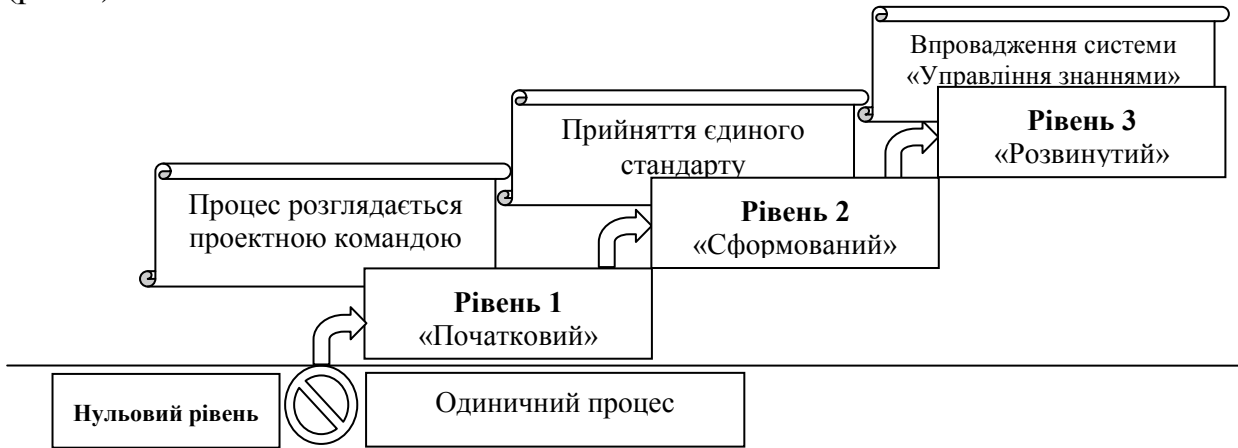 Впровадження системи
«Управління знаннями»
Рівень 3
«Розвинутий»
Прийняття єдиного
стандарту
Рівень 2
«Сформований»
Процес розглядається
проектною командою
Рівень 1
«Початковий»
Нульовий рівень
Одиничний процес